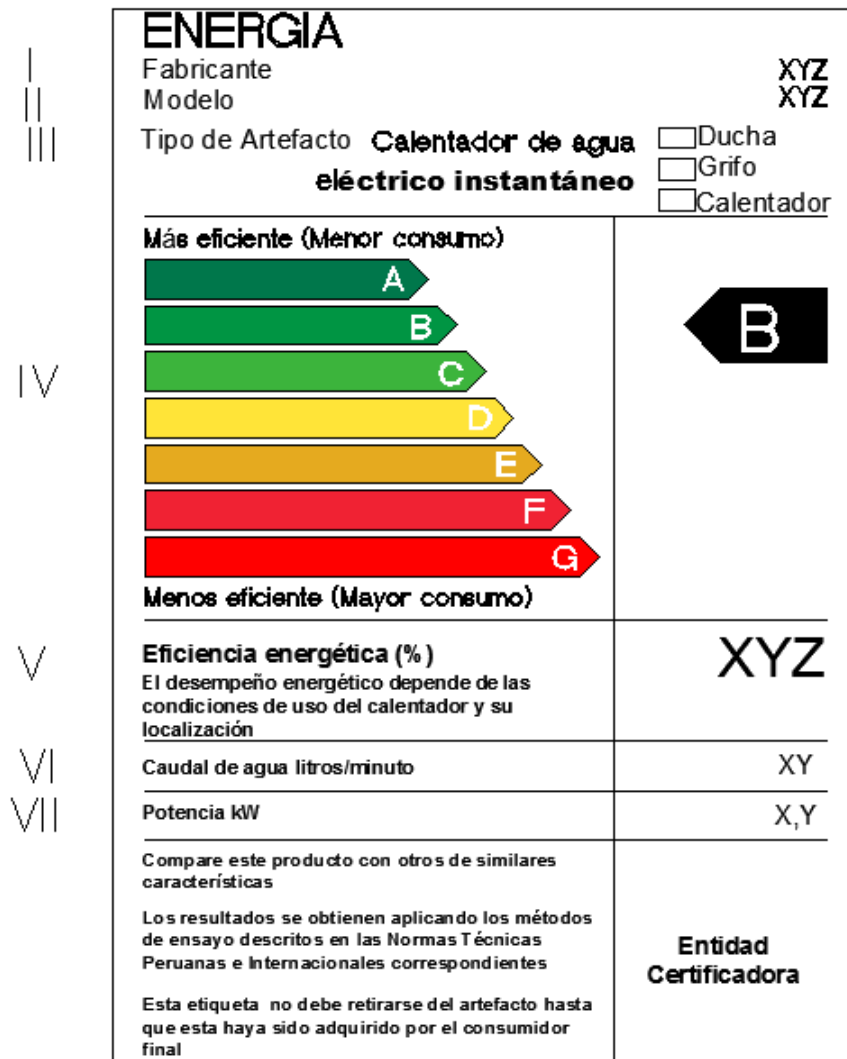 ENERGIA
I Fabricante XYZ
II Modelo XYZ
III Tipo de Artefacto Calentador de agua Ducha
eléctrico instantáneo Grifo
Calentador
Más eficiente (Menor consumo)
A
B B
IV C
D
E
F
G
Menos eficiente (Mayor consumo)
V Eficiencia energética (%) XYZ
El desempeño energético depende de las
condiciones de uso del calentador y su
localización
VI Caudal de agua litros/minuto XY
VII Potencia kW X,Y
Compare este producto con otros de similares
características
Los resultados se obtienen aplicando los métodos
de ensayo descritos en las Normas Técnicas
Peruanas e Internacionales correspondientes
Entidad
Certificadora
Esta etiqueta no debe retirarse del artefacto hasta
que esta haya sido adquirido por el consumidor
final